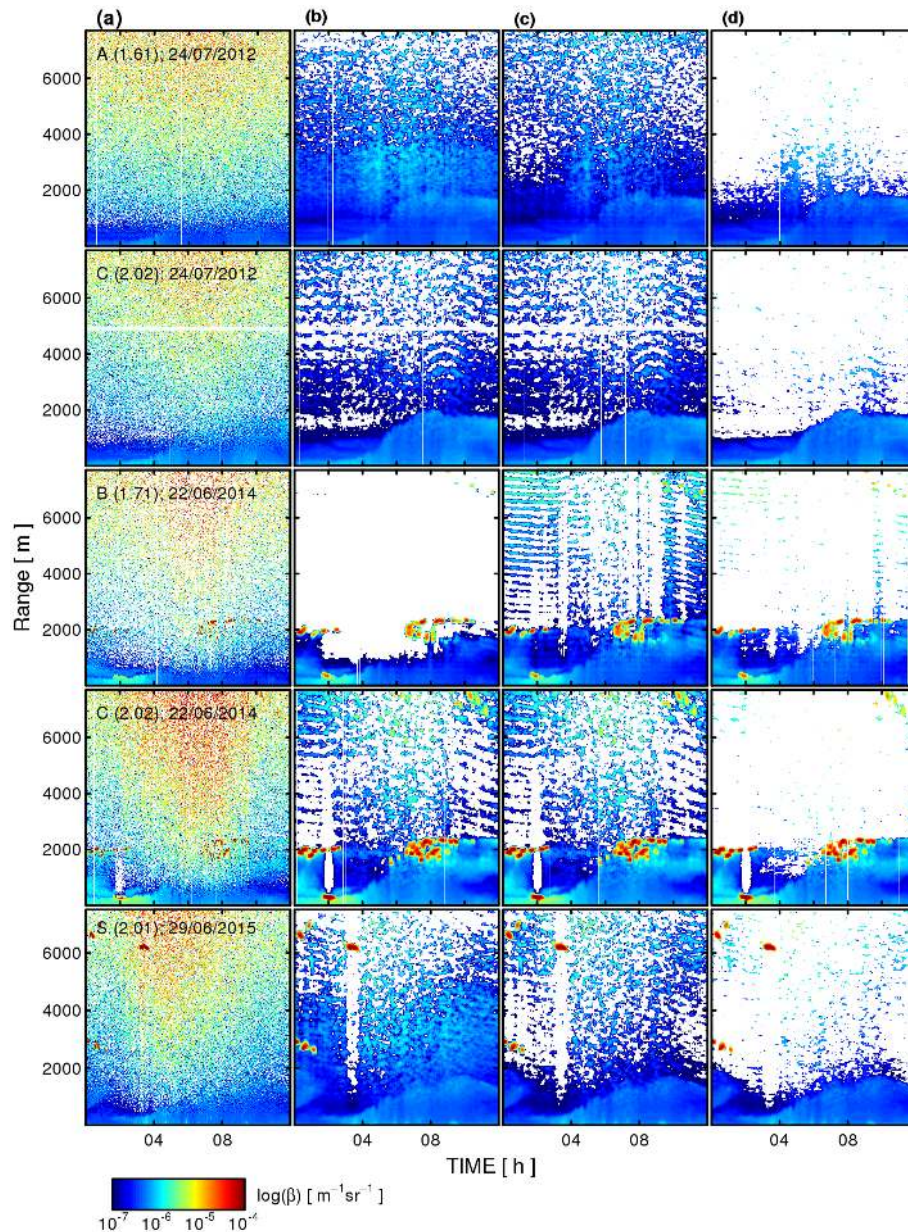 (a) (b) (c) (d)
A (1.61); 24/07/2012
6000
4000
2000
C (2.02); 24/07/2012
6000
4000
2000
B (1.71); 22/06/2014
6000
4000
2000
C (2.02); 22/06/2014
6000
4000
2000
S (2.01); 29/06/2015
6000
4000
2000
Range [ m ]
04 08 04 08 04 08 04 08
TIME [ h ]
log(β) [ m⁻¹sr⁻¹ ]
10⁻⁷ 10⁻⁶ 10⁻⁵ 10⁻⁴